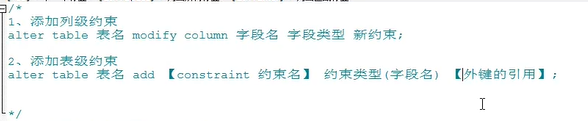 /*
1、添加列级约束
alter table 表名 modify column 字段名 字段类型 新约束;
2、添加表级约束
alter table 表名 add 【constraint 约束名】 约束类型(字段名) 【外键的引用】;
*/